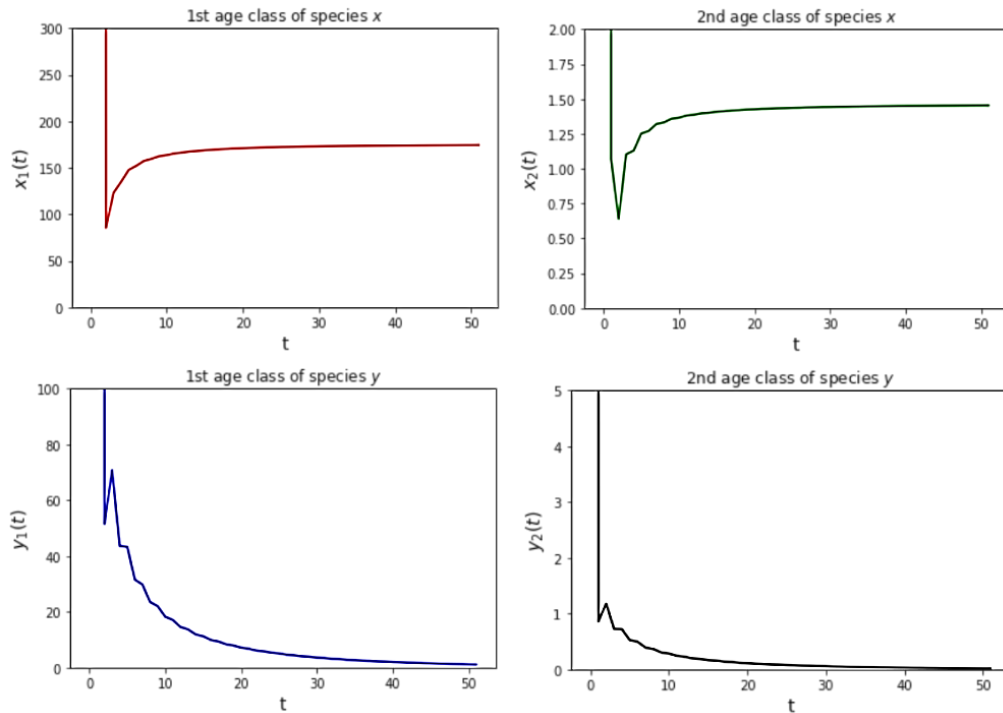 1st age class of species x
300
250
200
150
100
50
0
x₁(t)
0 10 20 30 40 50
t
2nd age class of species x
2.00
1.75
1.50
1.25
1.00
0.75
0.50
0.25
0.00
x₂(t)
0 10 20 30 40 50
t
1st age class of species y
100
80
60
40
20
0
y₁(t)
0 10 20 30 40 50
t
2nd age class of species y
5
4
3
2
1
0
y₂(t)
0 10 20 30 40 50
t